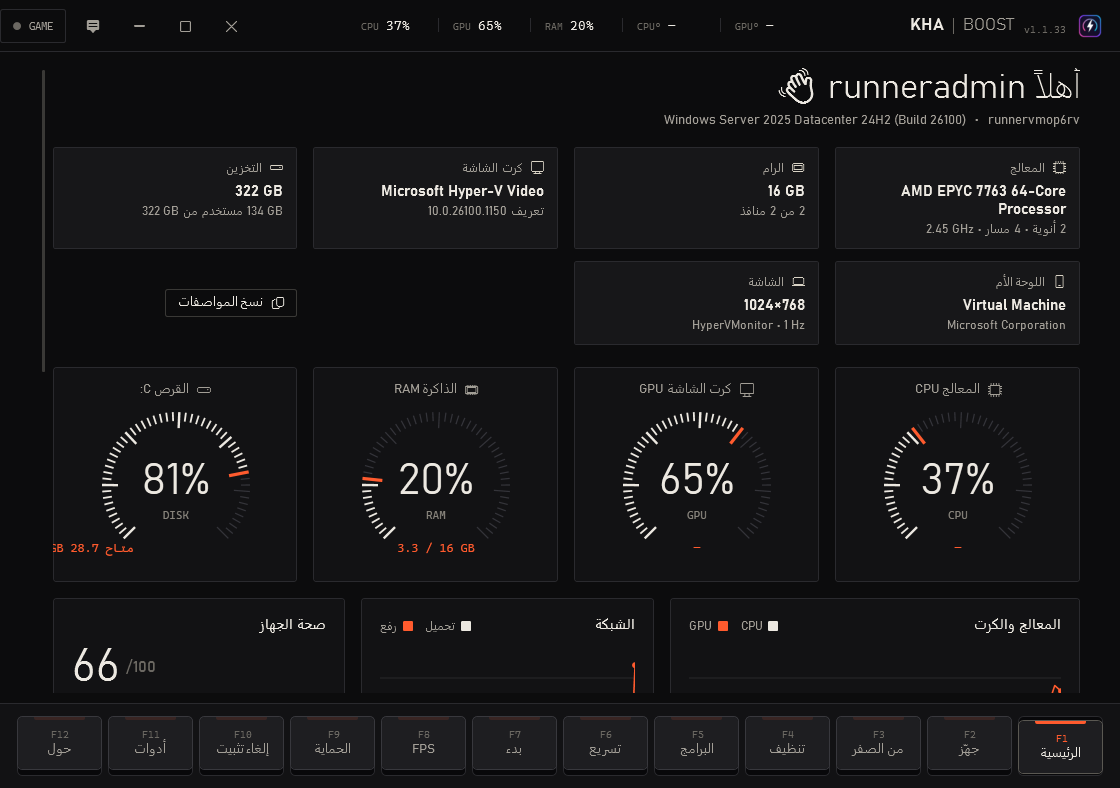 KHA | BOOST v1.1.33
CPU 37%
GPU 65%
RAM 20%
CPU° —
GPU° —
GAME
أهلاً runneradmin
Windows Server 2025 Datacenter 24H2 (Build 26100) • runnervmop6rv
المعالج
AMD EPYC 7763 64-Core
Processor
2 أنوية • 4 مسار • 2.45 GHz
الرام
16 GB
2 من 2 منافذ
كرت الشاشة
Microsoft Hyper-V Video
تعريف 10.0.26100.1150
التخزين
322 GB
134 GB مستخدم من 322 GB
اللوحة الأم
Virtual Machine
Microsoft Corporation
الشاشة
1024×768
HyperVMonitor • 1 Hz
نسخ المواصفات
المعالج CPU
37%
CPU
—
كرت الشاشة GPU
65%
GPU
—
الذاكرة RAM
20%
RAM
3.3 / 16 GB
القرص C:
81%
DISK
متاح 28.7 GB
المعالج والكرت
CPU
GPU
الشبكة
تحميل
رفع
صحة الجهاز
66 /100
F1
الرئيسية
F2
جهّز
F3
من الصفر
F4
تنظيف
F5
البرامج
F6
تسريع
F7
بدء
F8
FPS
F9
الحماية
F10
إلغاء تثبيت
F11
أدوات
F12
حول